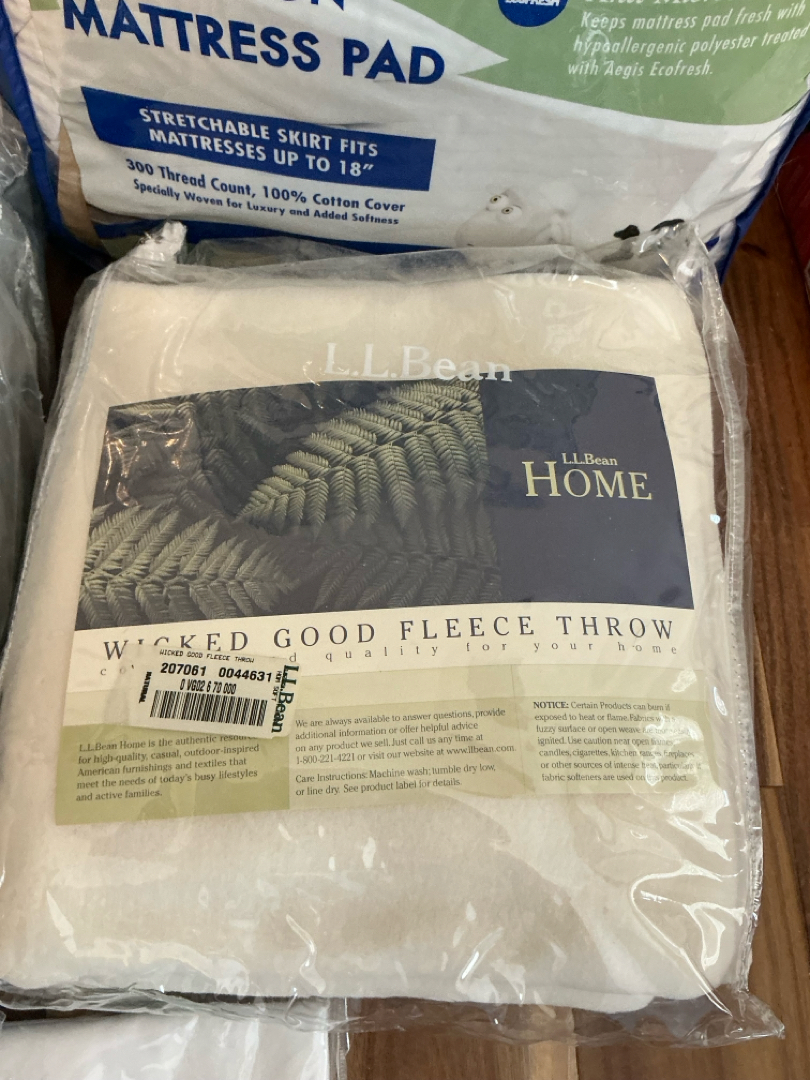 MATTRESS PAD
Keeps mattress pad fresh with
hypoallergenic polyester treated
with Aegis Ecofresh.
STRETCHABLE SKIRT FITS
MATTRESSES UP TO 18"
300 Thread Count, 100% Cotton Cover
Specially Woven for Luxury and Added Softness
L.L.Bean
L.L.Bean
HOME
WICKED GOOD FLEECE THROW
quality for your home
WICKED GOOD FLEECE THROW
207061 0044631
0 VG02 6 70 000
NATURAL
L.L.Bean
L.L.Bean Home is the authentic resource
for high-quality, casual, outdoor-inspired
American furnishings and textiles that
meet the needs of today's busy lifestyles
and active families.
We are always available to answer questions, provide
additional information or offer helpful advice
on any product we sell. Just call us any time at
1-800-221-4221 or visit our website at www.llbean.com.
Care Instructions: Machine wash; tumble dry low,
or line dry. See product label for details.
NOTICE: Certain Products can burn if
exposed to heat or flame. Fabrics with a
fuzzy surface or open weave
ignited. Use caution near open flames,
candles, cigarettes, kitchen ranges, fireplaces
or other sources of intense heat, particularly if
fabric softeners are used on this product.